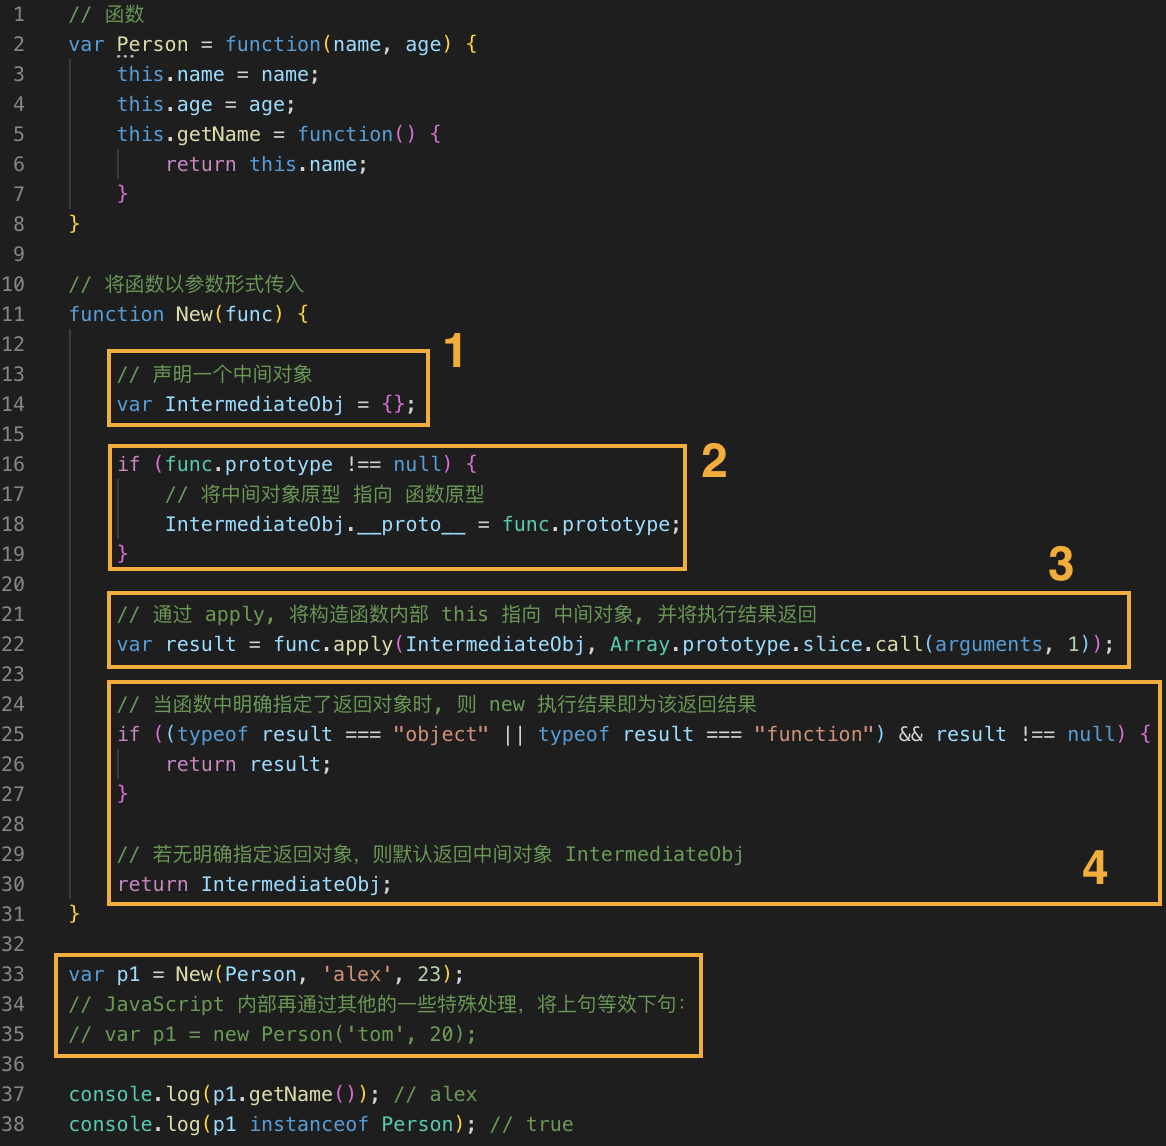 1 // 函数
2 var Person = function(name, age) {
3 this.name = name;
4 this.age = age;
5 this.getName = function() {
6 return this.name;
7 }
8 }
9
10 // 将函数以参数形式传入
11 function New(func) {
12
1
13 // 声明一个中间对象
14 var IntermediateObj = {};
15
2
16 if (func.prototype !== null) {
17 // 将中间对象原型 指向 函数原型
18 IntermediateObj.__proto__ = func.prototype;
19 }
20
3
21 // 通过 apply, 将构造函数内部 this 指向 中间对象, 并将执行结果返回
22 var result = func.apply(IntermediateObj, Array.prototype.slice.call(arguments, 1));
23
24 // 当函数中明确指定了返回对象时, 则 new 执行结果即为该返回结果
25 if ((typeof result === "object" || typeof result === "function") && result !== null) {
26 return result;
27 }
28
29 // 若无明确指定返回对象，则默认返回中间对象 IntermediateObj
4
30 return IntermediateObj;
31 }
32
33 var p1 = New(Person, 'alex', 23);
34 // JavaScript 内部再通过其他的一些特殊处理，将上句等效下句：
35 // var p1 = new Person('tom', 20);
36
37 console.log(p1.getName()); // alex
38 console.log(p1 instanceof Person); // true